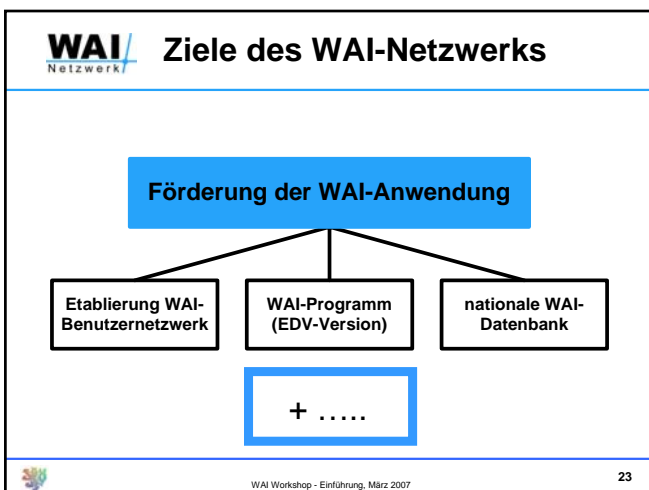 WAI
Netzwerk
Ziele des WAI-Netzwerks
Förderung der WAI-Anwendung
Etablierung WAI-
Benutzernetzwerk
WAI-Programm
(EDV-Version)
nationale WAI-
Datenbank
+ .....
WAI Workshop - Einführung, März 2007
23